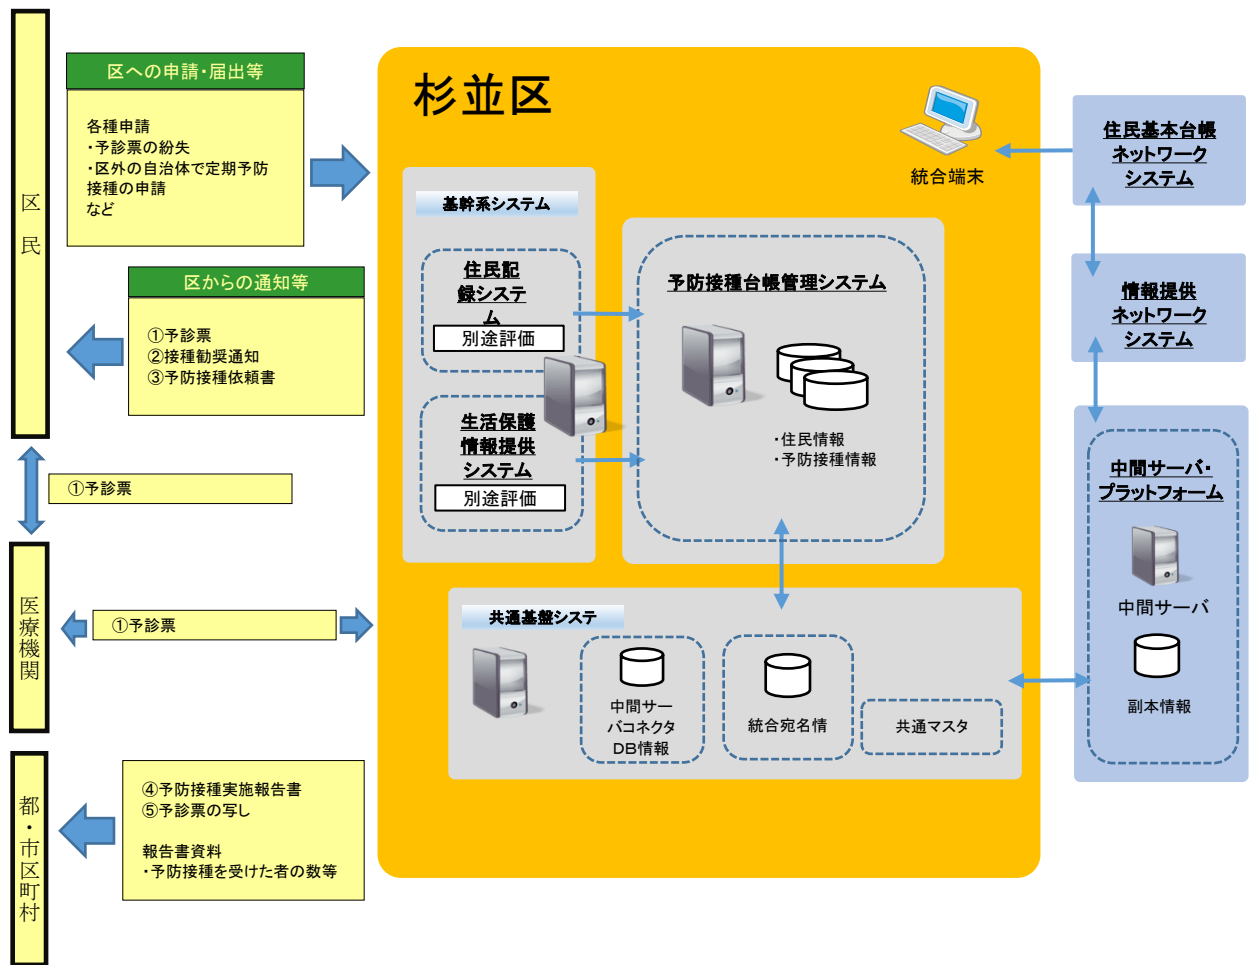 区民
区への申請・届出等
各種申請
・予診票の紛失
・区外の自治体で定期予防
接種の申請
など
区からの通知等
①予診票
②接種勧奨通知
③予防接種依頼書
①予診票
医療機関
①予診票
都・市区町村
④予防接種実施報告書
⑤予診票の写し
報告書資料
・予防接種を受けた者の数等
杉並区
統合端末
基幹系システム
住民記
録システ
ム
別途評価
生活保護
情報提供
システム
別途評価
予防接種台帳管理システム
・住民情報
・予防接種情報
共通基盤システ
中間サー
バコネクタ
DB情報
統合宛名情
共通マスタ
住民基本台帳
ネットワーク
システム
情報提供
ネットワーク
システム
中間サーバ・
プラットフォーム
中間サーバ
副本情報